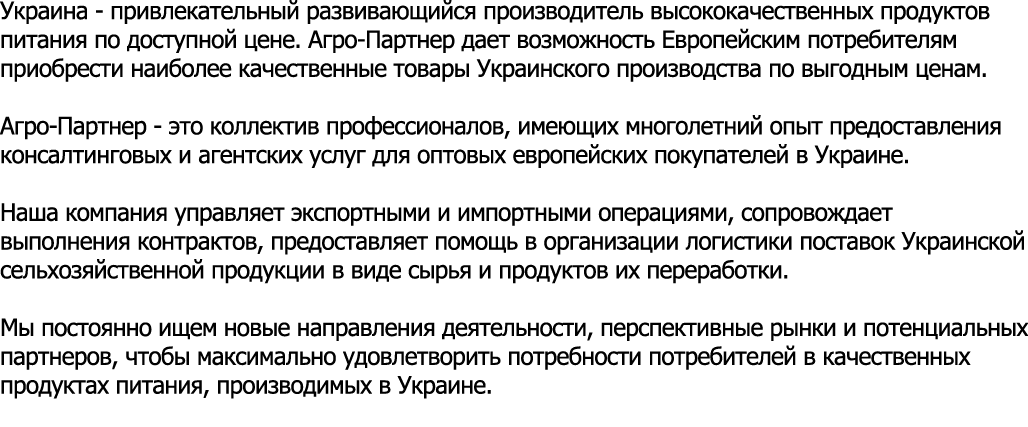 Украина - привлекательный развивающийся производитель высококачественных продуктов
питания по доступной цене. Агро-Партнер дает возможность Европейским потребителям
приобрести наиболее качественные товары Украинского производства по выгодным ценам.
Агро-Партнер - это коллектив профессионалов, имеющих многолетний опыт предоставления
консалтинговых и агентских услуг для оптовых европейских покупателей в Украине.
Наша компания управляет экспортными и импортными операциями, сопровождает
выполнения контрактов, предоставляет помощь в организации логистики поставок Украинской
сельхозяйственной продукции в виде сырья и продуктов их переработки.
Мы постоянно ищем новые направления деятельности, перспективные рынки и потенциальных
партнеров, чтобы максимально удовлетворить потребности потребителей в качественных
продуктах питания, производимых в Украине.